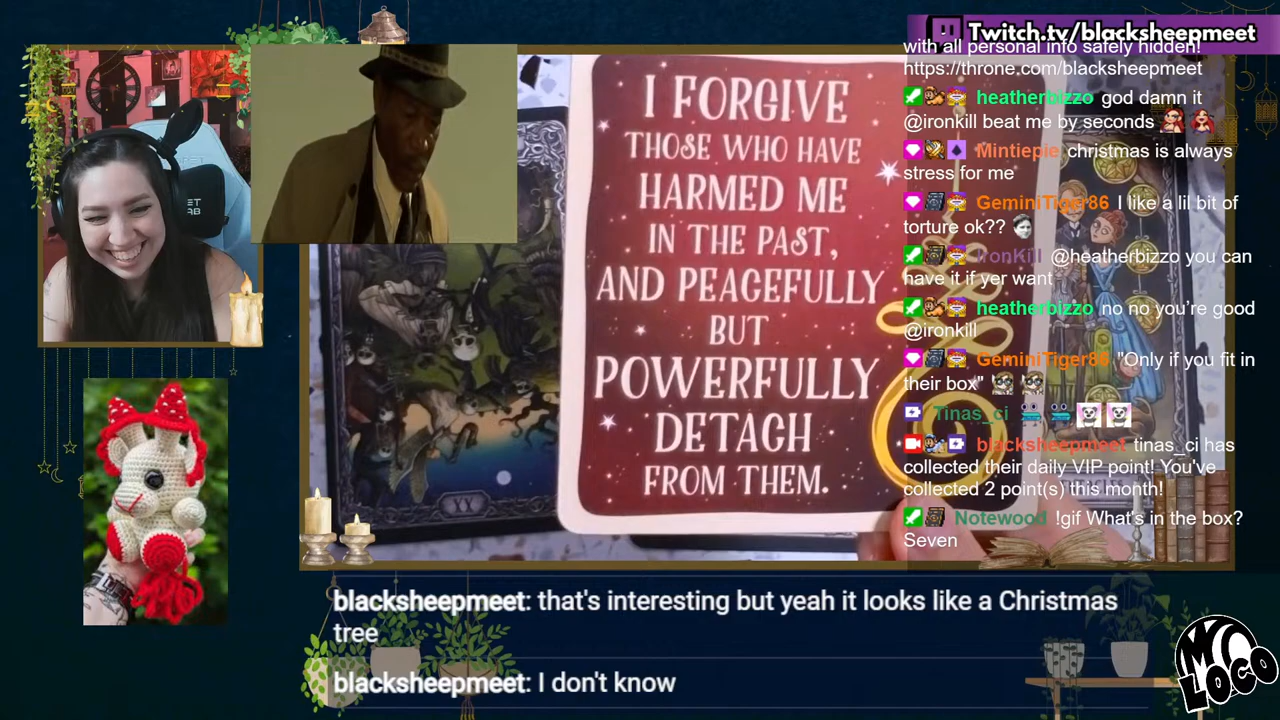 Twitch.tv/blacksheepmeet
with all personal info safely hidden!
https://throne.com/blacksheepmeet
heatherbizzo god damn it
@ironkill beat me by seconds
Mintiepie christmas is always
stress for me
GeminiTiger86 I like a lil bit of
torture ok??
IronKill @heatherbizzo you can
have it if yer want
heatherbizzo no no you're good
@ironkill
GeminiTiger86 "Only if you fit in
their box"
Tinas_ci
blacksheepmeet tinas_ci has
collected their daily VIP point! You've
collected 2 point(s) this month!
Notewood !gif What's in the box?
Seven
I FORGIVE
THOSE WHO HAVE
HARMED ME
IN THE PAST,
AND PEACEFULLY
BUT
POWERFULLY
DETACH
FROM THEM.
XX
blacksheepmeet: that's interesting but yeah it looks like a Christmas
tree
blacksheepmeet: I don't know
MC
LOCO